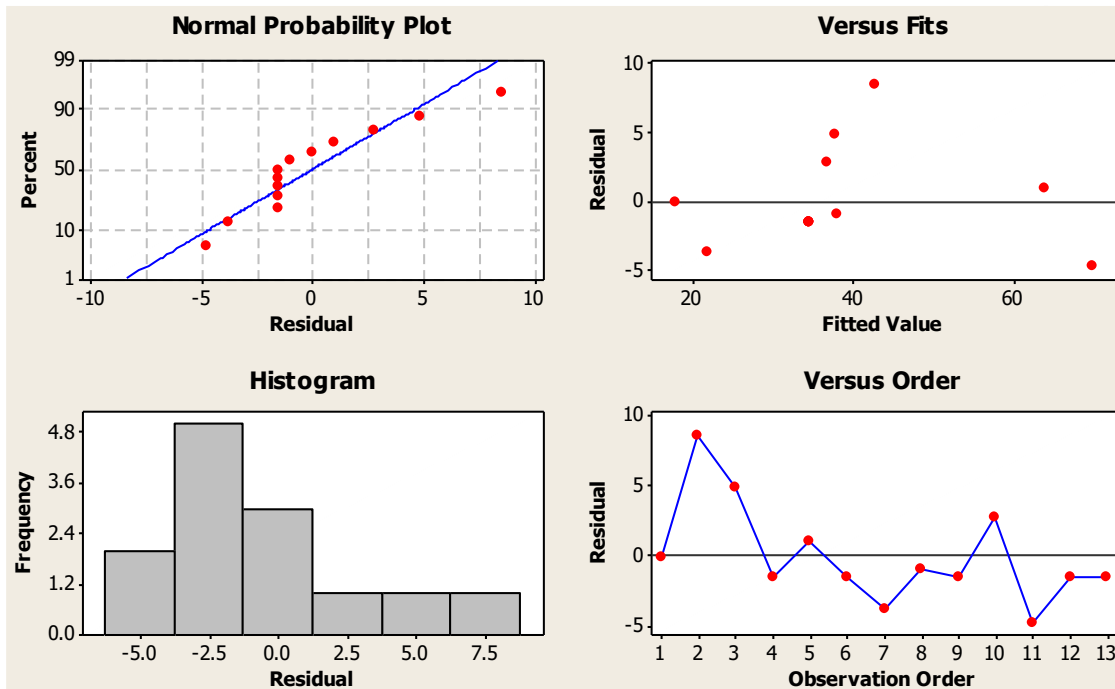 Normal Probability Plot
99
90
50
10
1
Percent
-10 -5 0 5 10
Residual
Versus Fits
10
5
0
-5
Residual
20 40 60
Fitted Value
Histogram
4.8
3.6
2.4
1.2
0.0
Frequency
-5.0 -2.5 0.0 2.5 5.0 7.5
Residual
Versus Order
10
5
0
-5
Residual
1 2 3 4 5 6 7 8 9 10 11 12 13
Observation Order